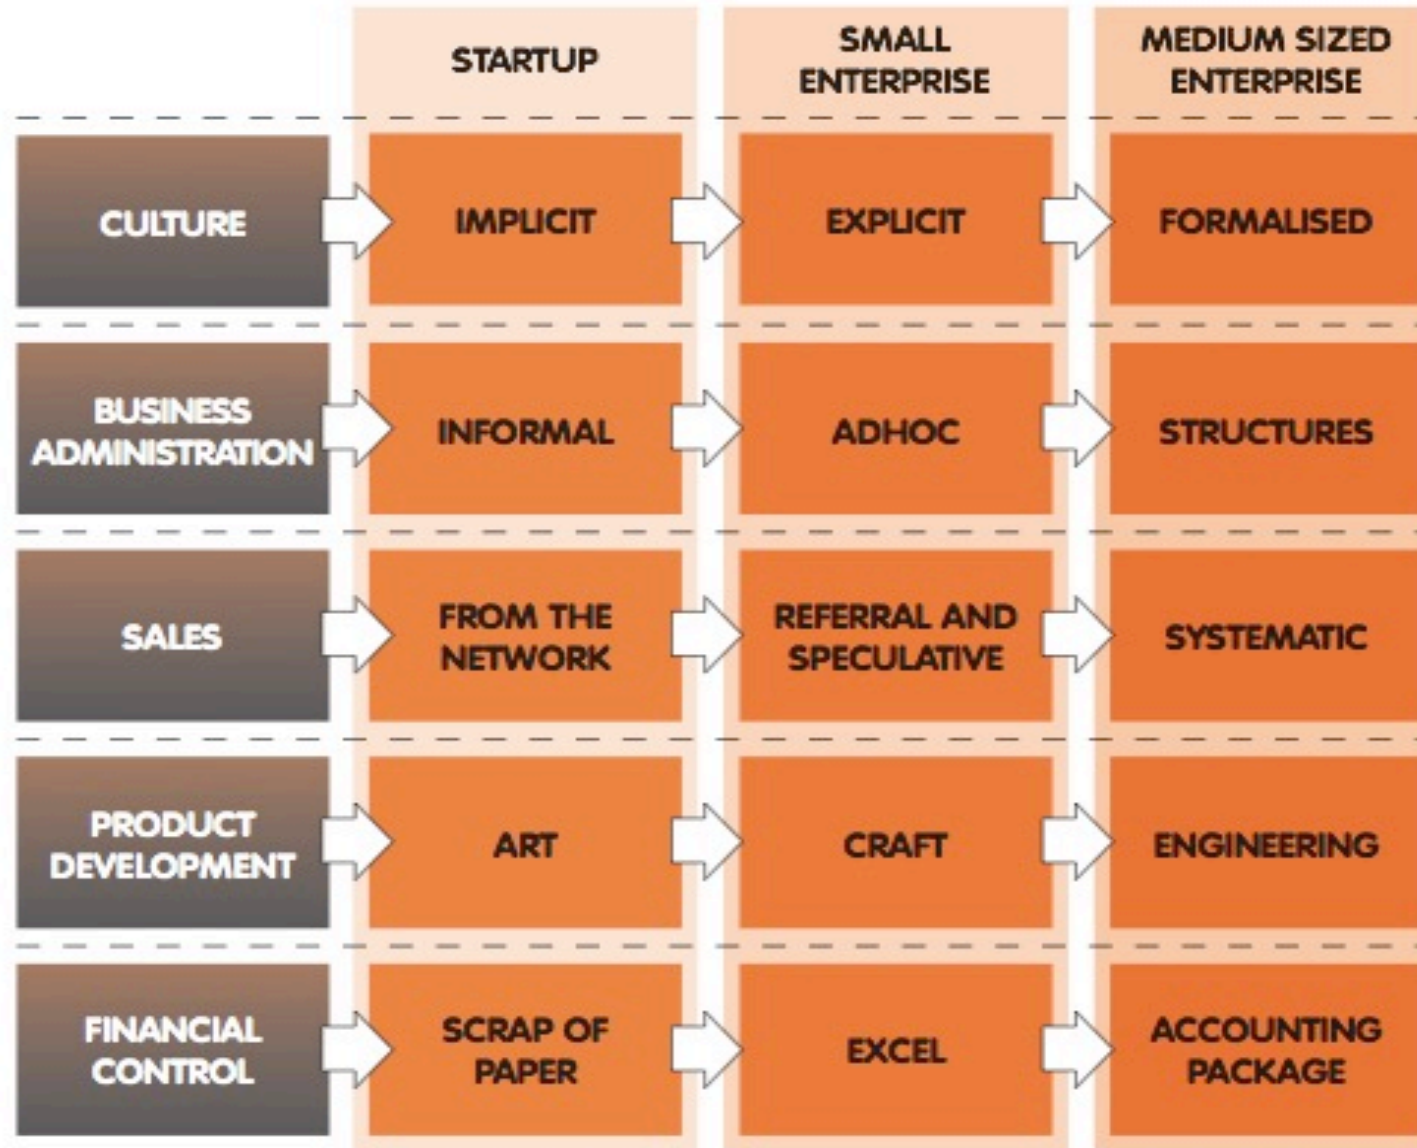 STARTUP
SMALL
ENTERPRISE
MEDIUM SIZED
ENTERPRISE
CULTURE
IMPLICIT
EXPLICIT
FORMALISED
BUSINESS
ADMINISTRATION
INFORMAL
ADHOC
STRUCTURES
SALES
FROM THE
NETWORK
REFERRAL AND
SPECULATIVE
SYSTEMATIC
PRODUCT
DEVELOPMENT
ART
CRAFT
ENGINEERING
FINANCIAL
CONTROL
SCRAP OF
PAPER
EXCEL
ACCOUNTING
PACKAGE